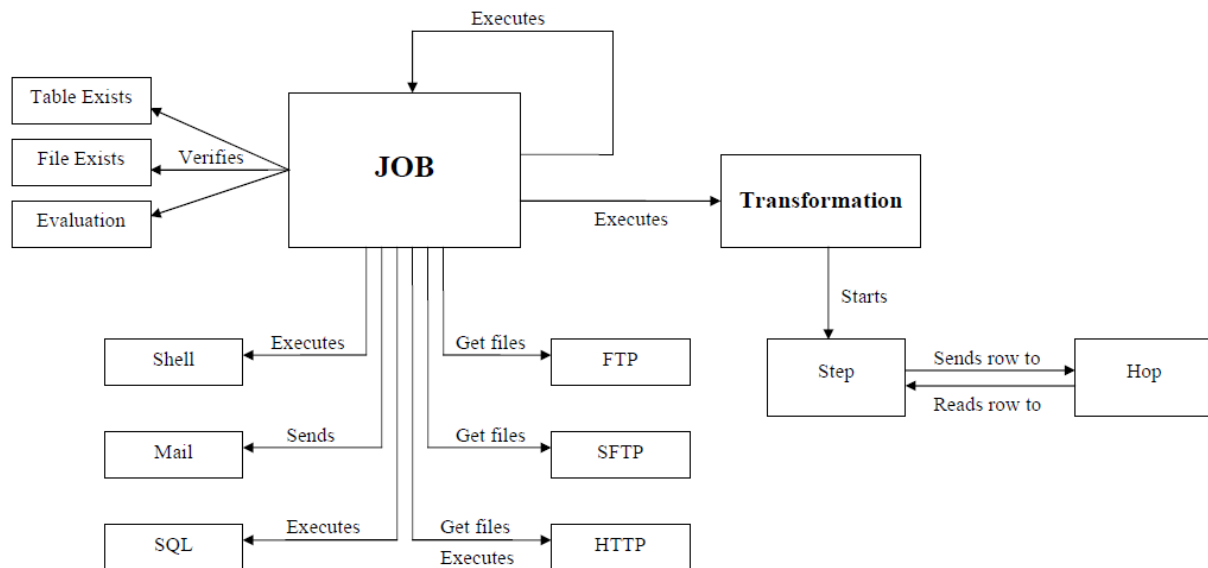 Executes
Table Exists
File Exists
Verifies
Evaluation
JOB
Executes
Transformation
Starts
Shell
Executes
Get files
FTP
Step
Sends row to
Reads row to
Hop
Mail
Sends
Get files
SFTP
SQL
Executes
Get files
Executes
HTTP